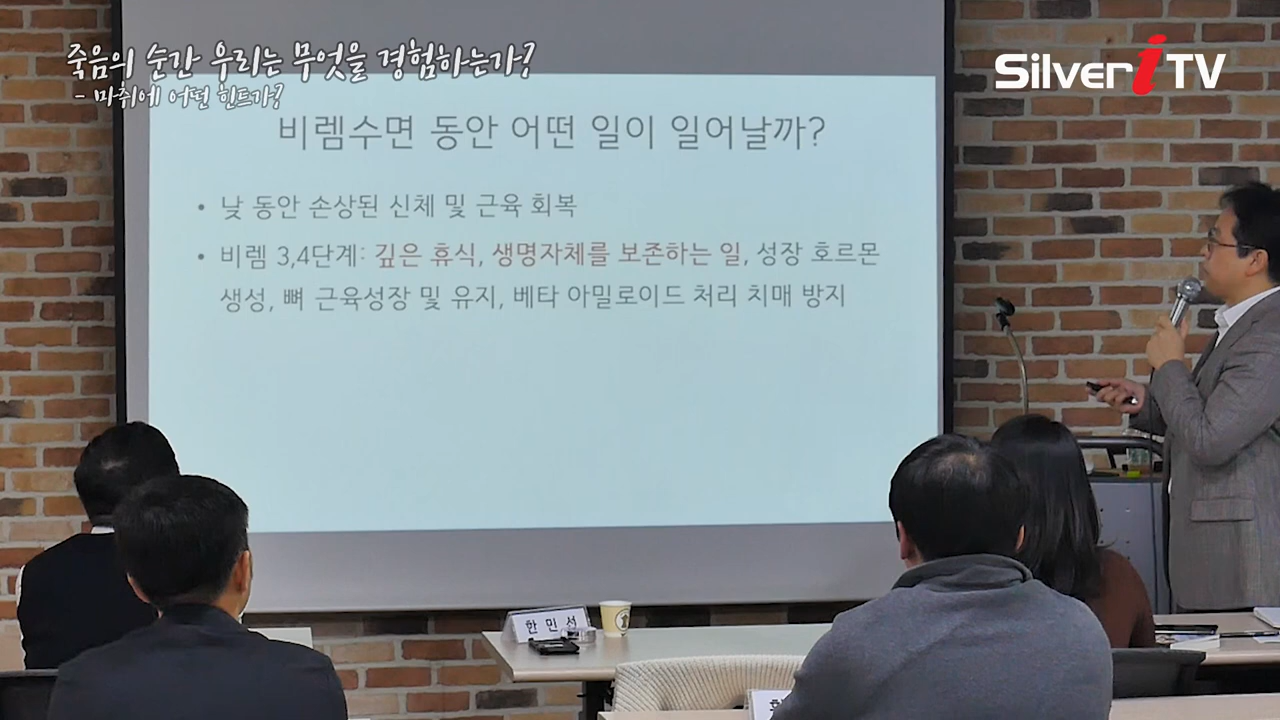 죽음의 순간 우리는 무엇을 경험하는가?
- 마취에 어떤 힌트가?
Silver i TV
비렘수면 동안 어떤 일이 일어날까?
• 낮 동안 손상된 신체 및 근육 회복
• 비렘 3,4단계: 깊은 휴식, 생명자체를 보존하는 일, 성장 호르몬
생성, 뼈 근육성장 및 유지, 베타 아밀로이드 처리 치매 방지
한 민 선